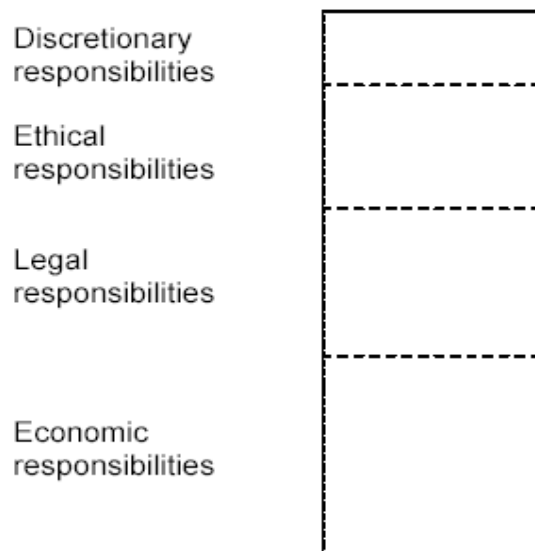 Discretionary
responsibilities
Ethical
responsibilities
Legal
responsibilities
Economic
responsibilities